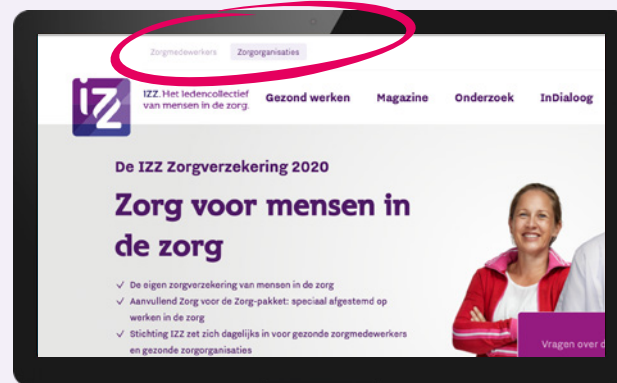 Zorgmedewerkers Zorgorganisaties
IZZ
IZZ. Het ledencollectief
van mensen in de zorg.
Gezond werken Magazine Onderzoek InDialoog
De IZZ Zorgverzekering 2020
Zorg voor mensen in
de zorg
✓ De eigen zorgverzekering van mensen in de zorg
✓ Aanvullend Zorg voor de Zorg-pakket: speciaal afgestemd op
werken in de zorg
✓ Stichting IZZ zet zich dagelijks in voor gezonde zorgmedewerkers
en gezonde zorgorganisaties
Vragen over d